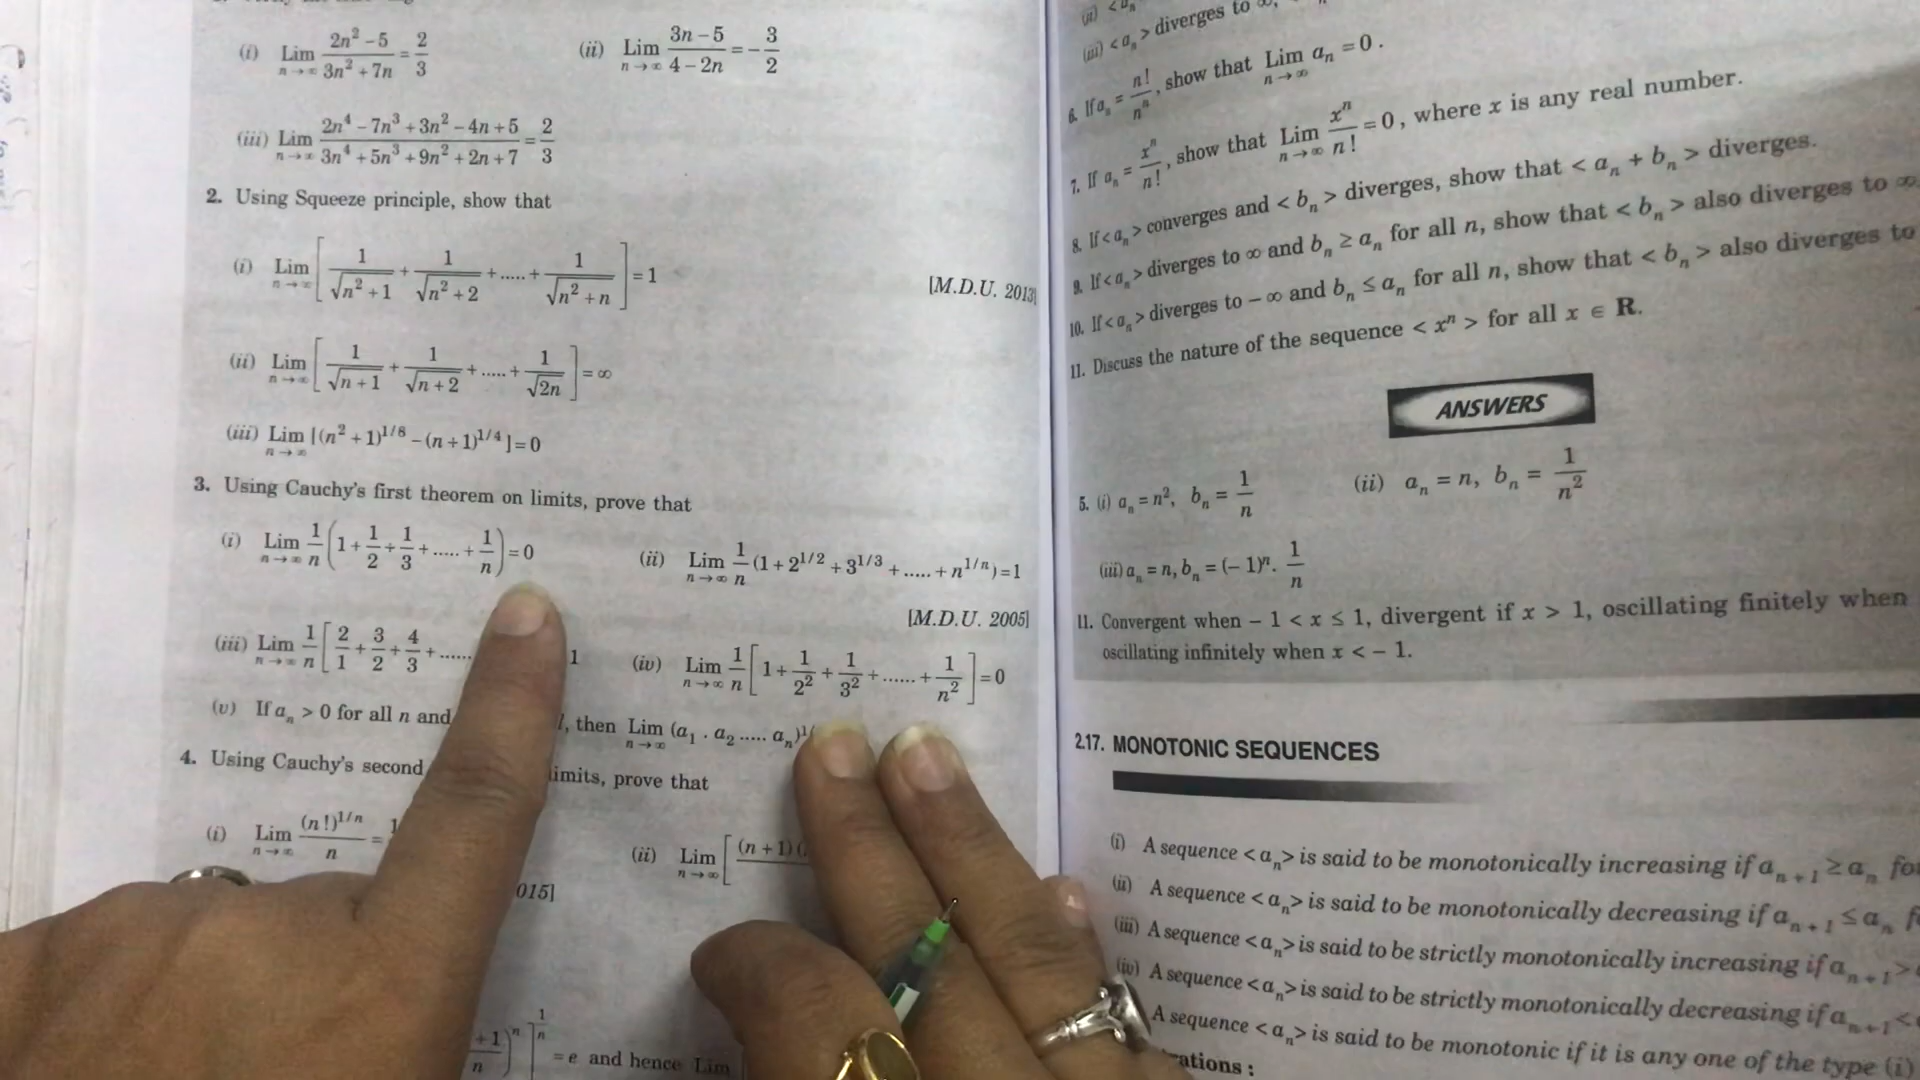 (i) Lim n→∞ (2n² – 5)/(3n² + 7n) = 2/3 (ii) Lim n→∞ (3n – 5)/(4 – 2n) = – 3/2
(iii) Lim n→∞ (2n⁴ – 7n³ + 3n² – 4n + 5)/(3n⁴ + 5n³ + 9n² + 2n + 7) = 2/3
2. Using Squeeze principle, show that
(i) Lim n→∞ [1/√(n² + 1) + 1/√(n² + 2) + ..... + 1/√(n² + n)] = 1
[M.D.U. 2013]
(ii) Lim n→∞ [1/√(n + 1) + 1/√(n + 2) + ..... + 1/√(2n)] = ∞
(iii) Lim n→∞ [(n² + 1)^(1/8) – (n + 1)^(1/4)] = 0
3. Using Cauchy's first theorem on limits, prove that
(i) Lim n→∞ 1/n (1 + 1/2 + 1/3 + ..... + 1/n) = 0 (ii) Lim n→∞ 1/n (1 + 2^(1/2) + 3^(1/3) + ..... + n^(1/n)) = 1
[M.D.U. 2005]
(iii) Lim n→∞ 1/n [2/1 + 3/2 + 4/3 + ...... 1 (iv) Lim n→∞ 1/n [1 + 1/2² + 1/3² + ...... + 1/n²] = 0
(v) If aₙ > 0 for all n and l, then Lim n→∞ (a₁ . a₂ ..... aₙ)
4. Using Cauchy's second limits, prove that
(i) Lim n→∞ (n!)^(1/n)/n = (ii) Lim n→∞ [(n + 1)
015]
+ 1)/n)ⁿ ]^(1/n) = e and hence Lim
(iii) < aₙ > diverges to
6. If aₙ = n!/nⁿ, show that Lim n→∞ aₙ = 0.
7. If aₙ = xⁿ/n!, show that Lim n→∞ xⁿ/n! = 0, where x is any real number.
8. If < aₙ > converges and < bₙ > diverges, show that < aₙ + bₙ > diverges.
9. If < aₙ > diverges to ∞ and bₙ ≥ aₙ for all n, show that < bₙ > also diverges to ∞
10. If < aₙ > diverges to – ∞ and bₙ ≤ aₙ for all n, show that < bₙ > also diverges to
11. Discuss the nature of the sequence < xⁿ > for all x ∈ R.
ANSWERS
5. (i) aₙ = n², bₙ = 1/n (ii) aₙ = n, bₙ = 1/n²
(iii) aₙ = n, bₙ = (– 1)ⁿ. 1/n
11. Convergent when – 1 < x ≤ 1, divergent if x > 1, oscillating finitely when
oscillating infinitely when x < – 1.
2.17. MONOTONIC SEQUENCES
(i) A sequence < aₙ > is said to be monotonically increasing if aₙ₊₁ ≥ aₙ
(ii) A sequence < aₙ > is said to be monotonically decreasing if aₙ₊₁ ≤ aₙ
(iii) A sequence < aₙ > is said to be strictly monotonically increasing if aₙ₊₁ >
(iv) A sequence < aₙ > is said to be strictly monotonically decreasing if aₙ₊₁ <
A sequence < aₙ > is said to be monotonic if it is any one of the type (i)
ations :